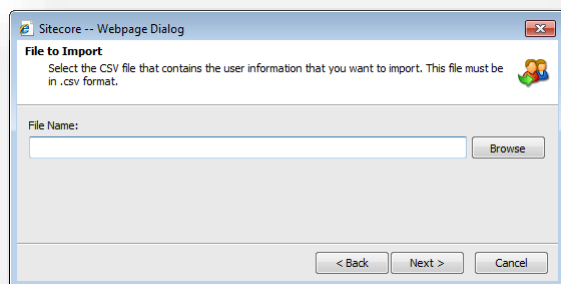 Sitecore -- Webpage Dialog
File to Import
Select the CSV file that contains the user information that you want to import. This file must be
in .csv format.
File Name:
Browse
< Back
Next >
Cancel